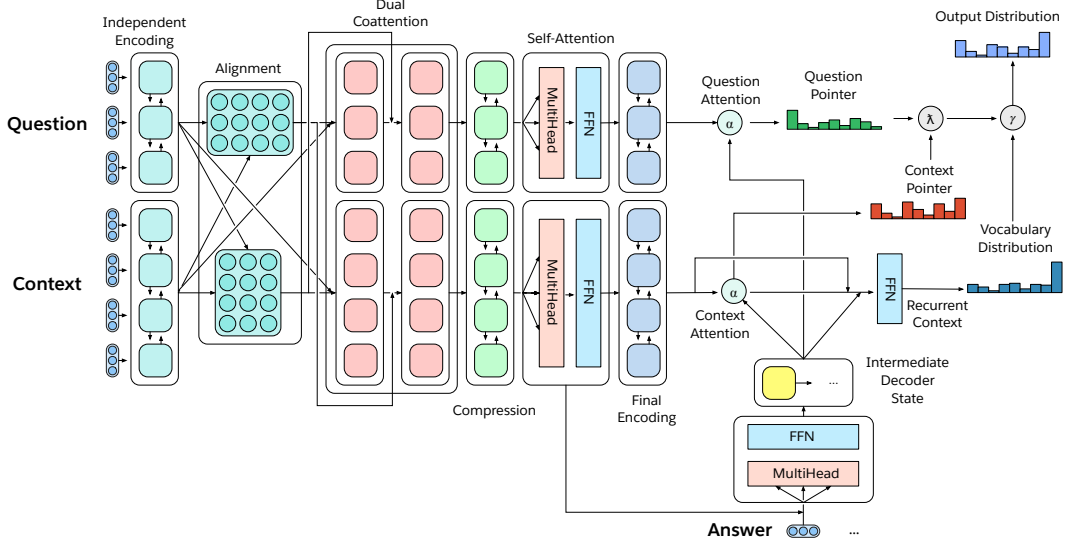 Independent
Encoding
Alignment
Dual
Coattention
Self-Attention
MultiHead
FFN
Question
Attention
α
Question
Pointer
Output Distribution
γ
Context
Pointer
Vocabulary
Distribution
Question
Context
MultiHead
FFN
α
Context
Attention
FFN
Recurrent
Context
Compression
Final
Encoding
Intermediate
Decoder
State
...
FFN
MultiHead
Answer
...